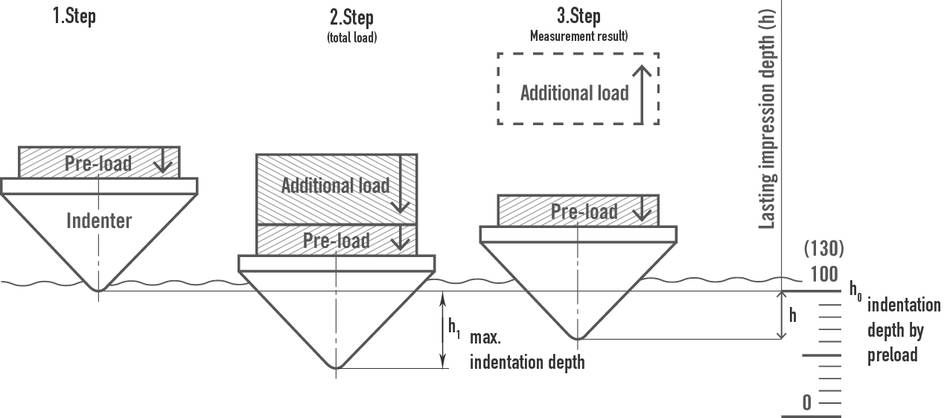 1.Step
Pre-load
Indenter
2.Step
(total load)
Additional load
Pre-load
h1
max.
indentation depth
3.Step
Measurement result)
Additional load
Pre-load
Lasting impression depth (h)
(130)
100
h
0
h0
indentation
depth by
preload